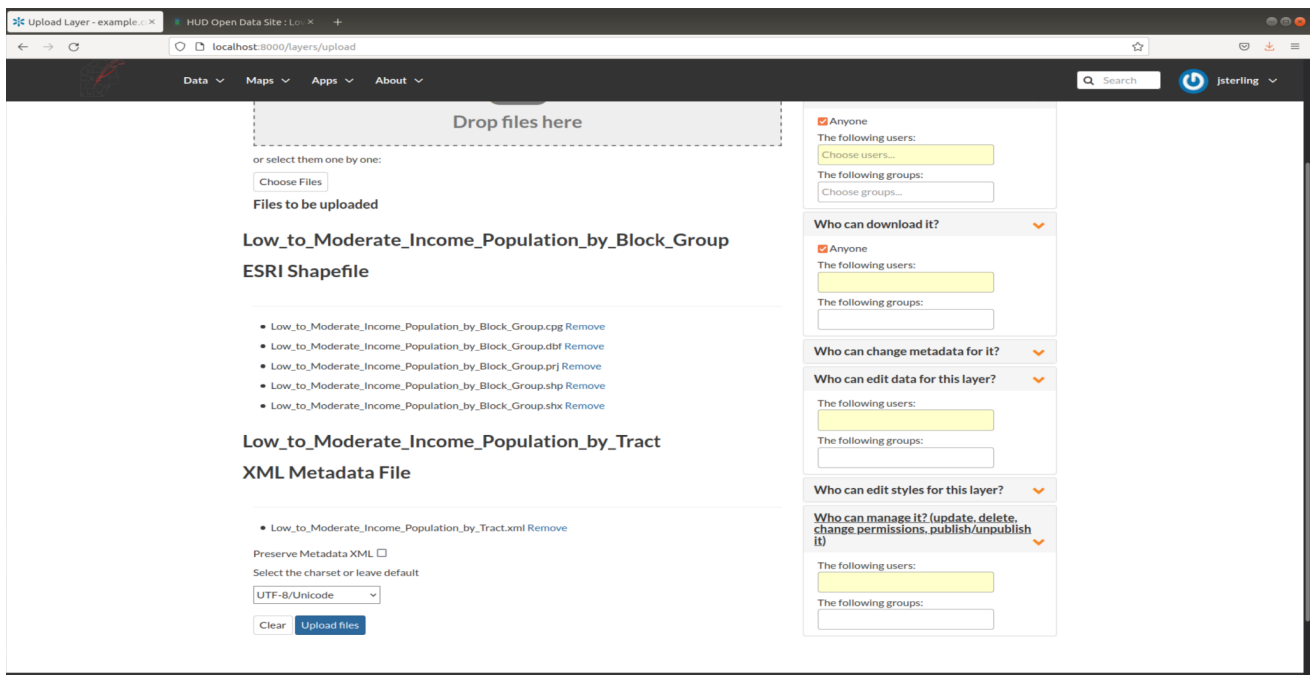 Upload Layer - example.c
HUD Open Data Site : Lov
localhost:8000/layers/upload
Data
Maps
Apps
About
Search
jsterling
Drop files here
or select them one by one:
Choose Files
Files to be uploaded
Low_to_Moderate_Income_Population_by_Block_Group
ESRI Shapefile
Low_to_Moderate_Income_Population_by_Block_Group.cpg Remove
Low_to_Moderate_Income_Population_by_Block_Group.dbf Remove
Low_to_Moderate_Income_Population_by_Block_Group.prj Remove
Low_to_Moderate_Income_Population_by_Block_Group.shp Remove
Low_to_Moderate_Income_Population_by_Block_Group.shx Remove
Low_to_Moderate_Income_Population_by_Tract
XML Metadata File
Low_to_Moderate_Income_Population_by_Tract.xml Remove
Preserve Metadata XML
Select the charset or leave default
UTF-8/Unicode
Clear
Upload files
Anyone
The following users:
Choose users...
The following groups:
Choose groups...
Who can download it?
Anyone
The following users:
The following groups:
Who can change metadata for it?
Who can edit data for this layer?
The following users:
The following groups:
Who can edit styles for this layer?
Who can manage it? (update, delete,
change permissions, publish/unpublish
it)
The following users:
The following groups: